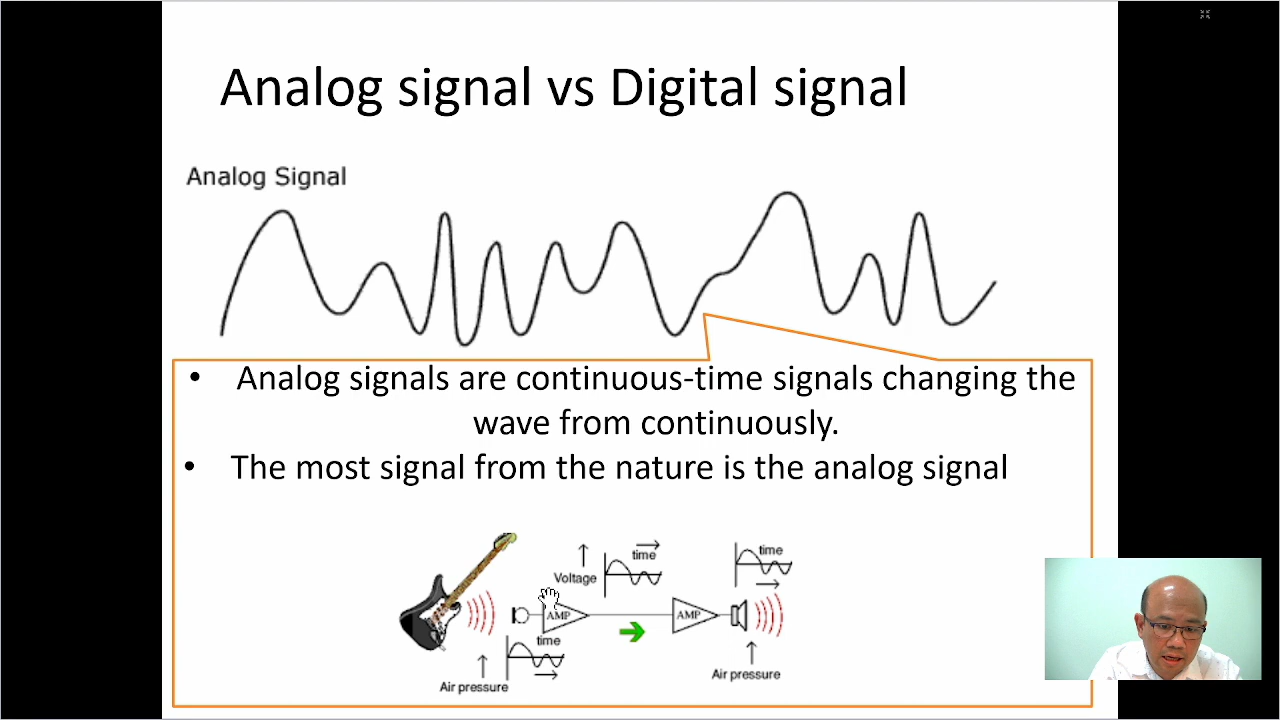 Analog signal vs Digital signal
Analog Signal
• Analog signals are continuous-time signals changing the
wave from continuously.
• The most signal from the nature is the analog signal
time
Voltage
time
AMP
AMP
time
Air pressure
Air pressure